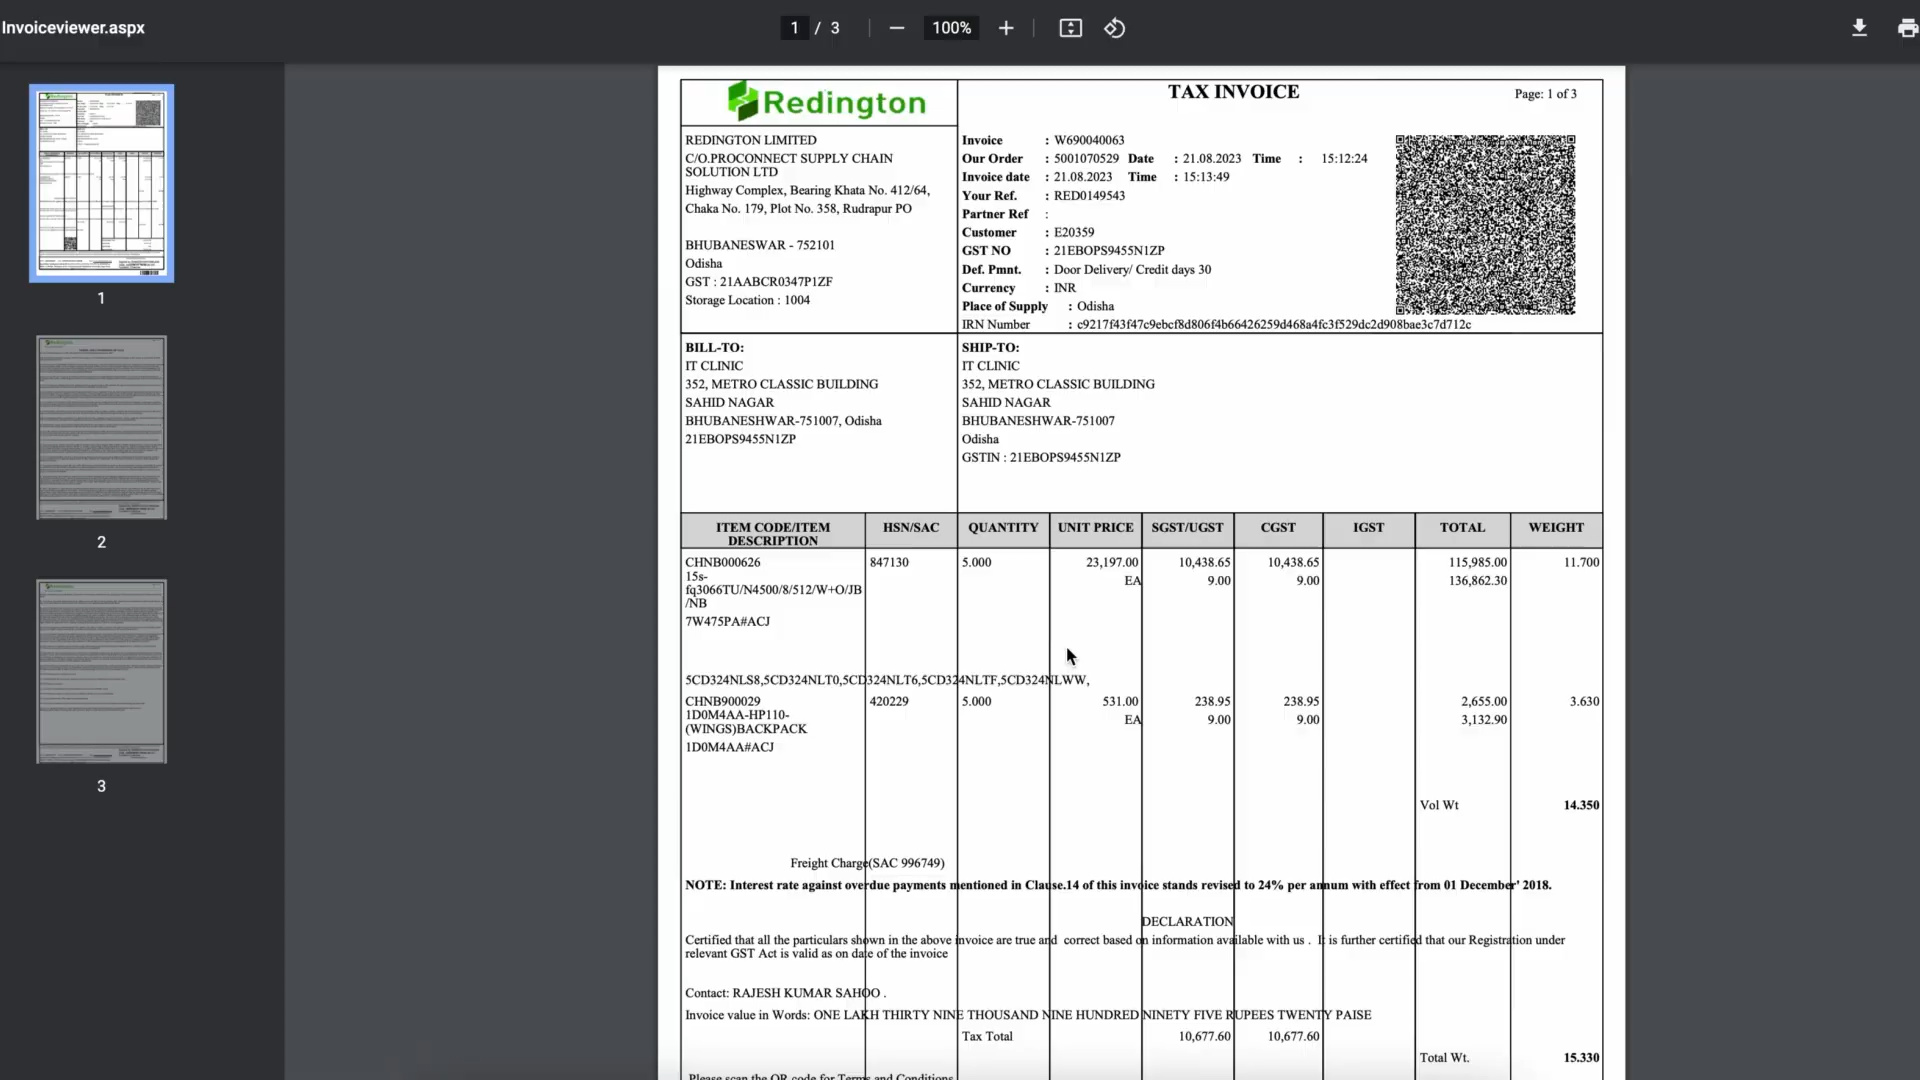 Invoiceviewer.aspx
1 / 3
100%
1
2
3
Redington
TAX INVOICE
Page: 1 of 3
REDINGTON LIMITED
C/O.PROCONNECT SUPPLY CHAIN
SOLUTION LTD
Highway Complex, Bearing Khata No. 412/64,
Chaka No. 179, Plot No. 358, Rudrapur PO
BHUBANESWAR - 752101
Odisha
GST : 21AABCR0347P1ZF
Storage Location : 1004
Invoice : W690040063
Our Order : 5001070529 Date : 21.08.2023 Time : 15:12:24
Invoice date : 21.08.2023 Time : 15:13:49
Your Ref. : RED0149543
Partner Ref :
Customer : E20359
GST NO : 21EBOPS9455N1ZP
Def. Pmnt. : Door Delivery/ Credit days 30
Currency : INR
Place of Supply : Odisha
IRN Number : c9217f43f47c9ebcf8d806f4b66426259d468a4fc3f529dc2d908bae3c7d712c
BILL-TO:
IT CLINIC
352, METRO CLASSIC BUILDING
SAHID NAGAR
BHUBANESHWAR-751007, Odisha
21EBOPS9455N1ZP
SHIP-TO:
IT CLINIC
352, METRO CLASSIC BUILDING
SAHID NAGAR
BHUBANESHWAR-751007
Odisha
GSTIN : 21EBOPS9455N1ZP
ITEM CODE/ITEM DESCRIPTION HSN/SAC QUANTITY UNIT PRICE SGST/UGST CGST IGST TOTAL WEIGHT
CHNB000626 847130 5.000 23,197.00 10,438.65 10,438.65 115,985.00 11.700
15s- EA 9.00 9.00 136,862.30
fq3066TU/N4500/8/512/W+O/JB
/NB
7W475PA#ACJ
5CD324NLS8,5CD324NLT0,5CD324NLT6,5CD324NLTF,5CD324NLWW,
CHNB900029 420229 5.000 531.00 238.95 238.95 2,655.00 3.630
1D0M4AA-HP110- EA 9.00 9.00 3,132.90
(WINGS)BACKPACK
1D0M4AA#ACJ
Vol Wt 14.350
Freight Charge(SAC 996749)
NOTE: Interest rate against overdue payments mentioned in Clause.14 of this invoice stands revised to 24% per annum with effect from 01 December' 2018.
DECLARATION
Certified that all the particulars shown in the above invoice are true and correct based on information available with us . It is further certified that our Registration under
relevant GST Act is valid as on date of the invoice
Contact: RAJESH KUMAR SAHOO .
Invoice value in Words: ONE LAKH THIRTY NINE THOUSAND NINE HUNDRED NINETY FIVE RUPEES TWENTY PAISE
Tax Total 10,677.60 10,677.60
Total Wt. 15.330
Please scan the QR code for Terms and Conditions